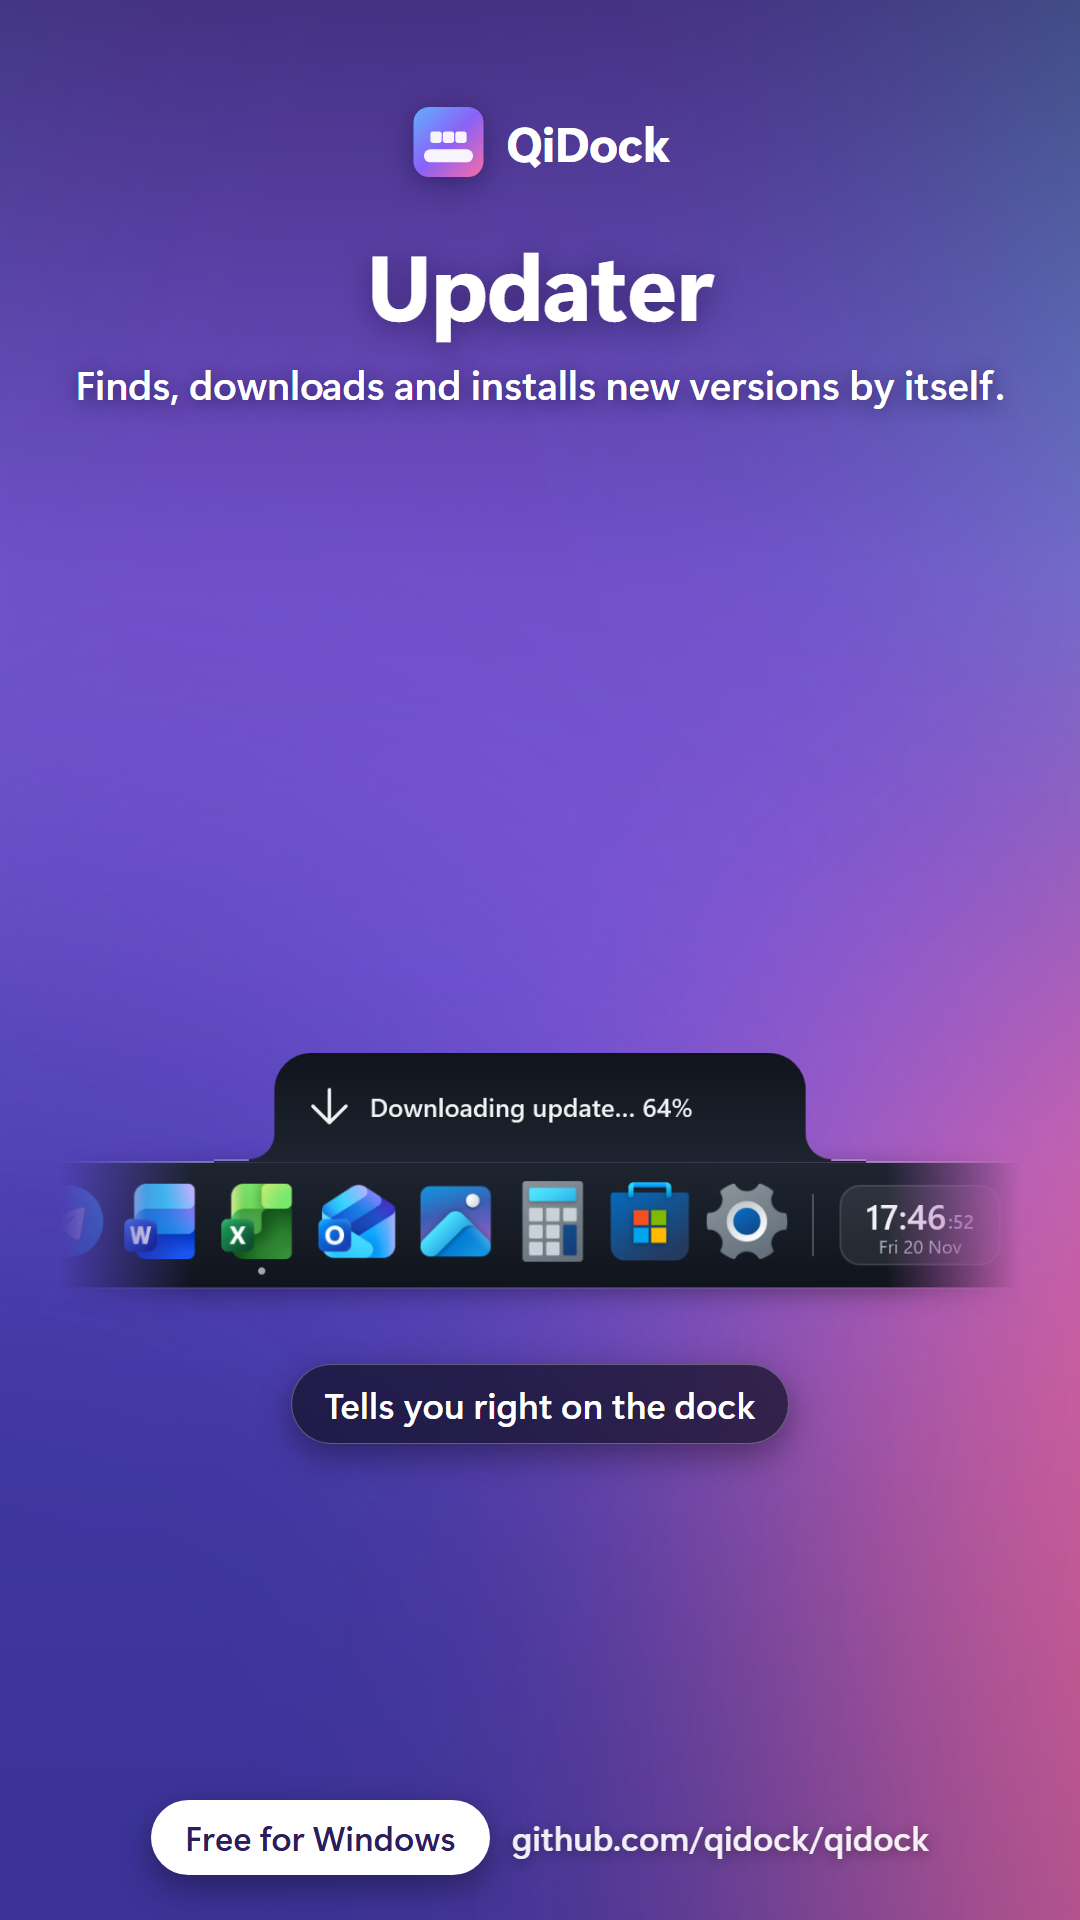 QiDock
Updater
Finds, downloads and installs new versions by itself.
Downloading update... 64%
W
X
O
17:46:52
Fri 20 Nov
Tells you right on the dock
Free for Windows
github.com/qidock/qidock